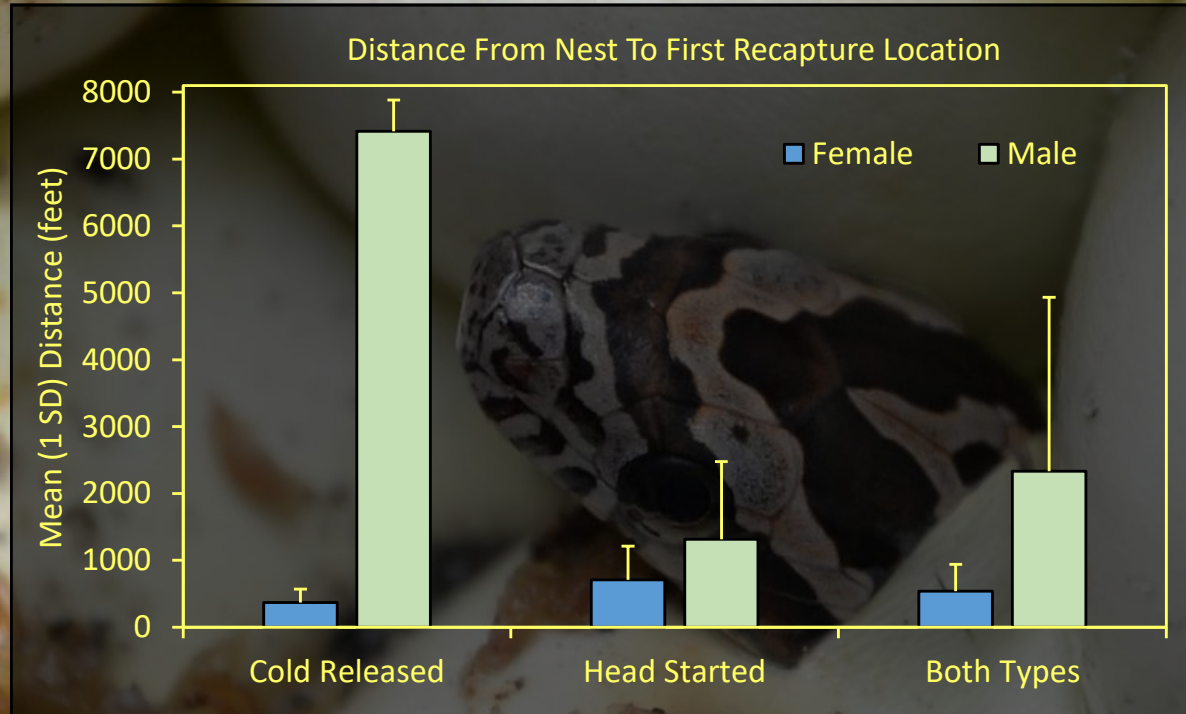 Distance From Nest To First Recapture Location
Mean (1 SD) Distance (feet)
8000
7000
6000
5000
4000
3000
2000
1000
0
Female
Male
Cold Released
Head Started
Both Types